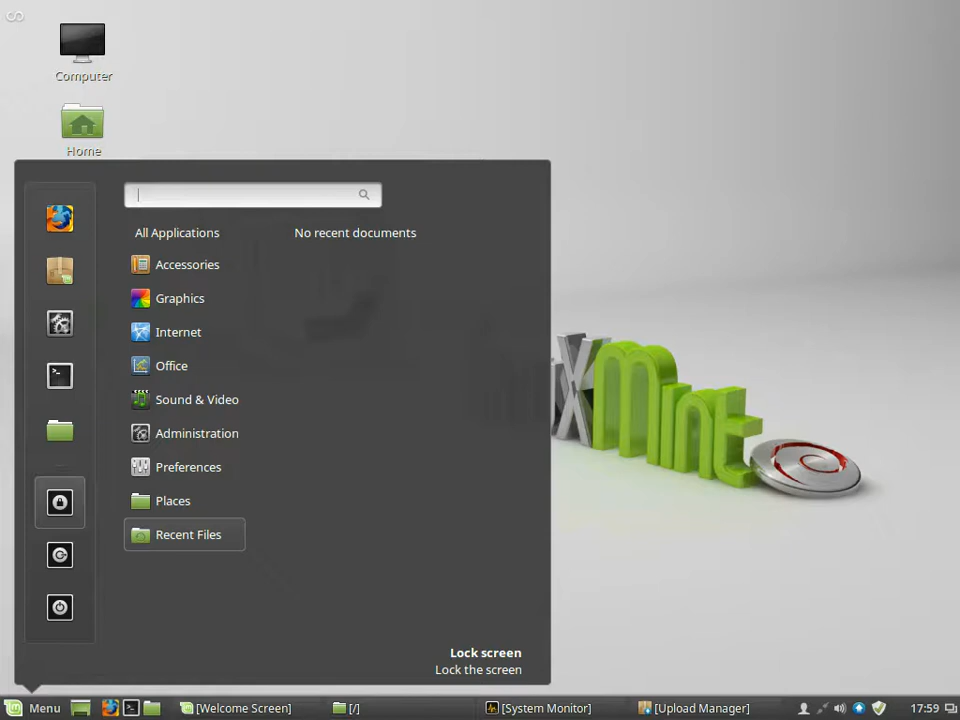 Computer
Home
All Applications
No recent documents
Accessories
Graphics
Internet
Office
Sound & Video
Administration
Preferences
Places
Recent Files
Lock screen
Lock the screen
X mint
Menu
[Welcome Screen]
[/]
[System Monitor]
[Upload Manager]
17:59